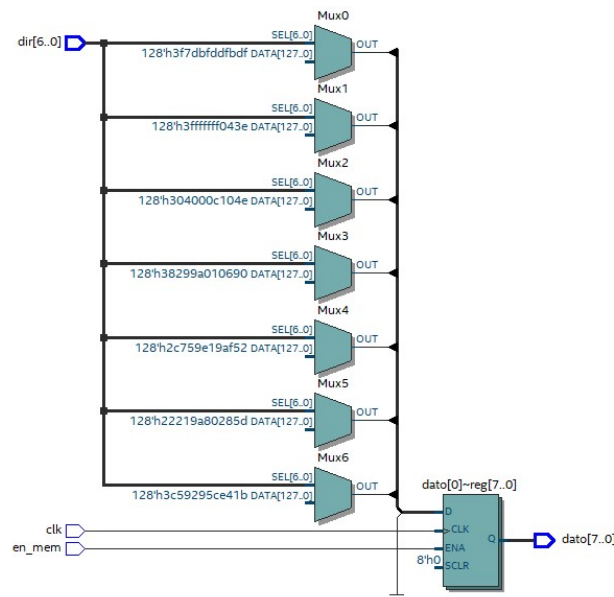 Mux0
dir[6..0]
SEL[6..0]
128'h3f7dbfddfbdf DATA[127..0]
OUT
Mux1
SEL[6..0]
128'h3fffffff043e DATA[127..0]
OUT
Mux2
SEL[6..0]
128'h304000c104e DATA[127..0]
OUT
Mux3
SEL[6..0]
128'h38299a010690 DATA[127..0]
OUT
Mux4
SEL[6..0]
128'h2c759e19af52 DATA[127..0]
OUT
Mux5
SEL[6..0]
128'h22219a80285d DATA[127..0]
OUT
Mux6
SEL[6..0]
128'h3c59295ce41b DATA[127..0]
OUT
dato[0]~reg[7..0]
D
clk
CLK
en_mem
ENA
8'h0
SCLR
Q
dato[7..0]